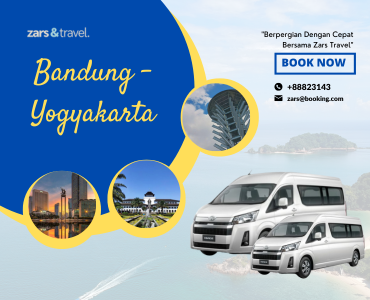 zars&travel.
Bandung -
Yogyakarta
"Berpergian Dengan Cepat
Bersama Zars Travel"
BOOK NOW
+88823143
zars@booking.com